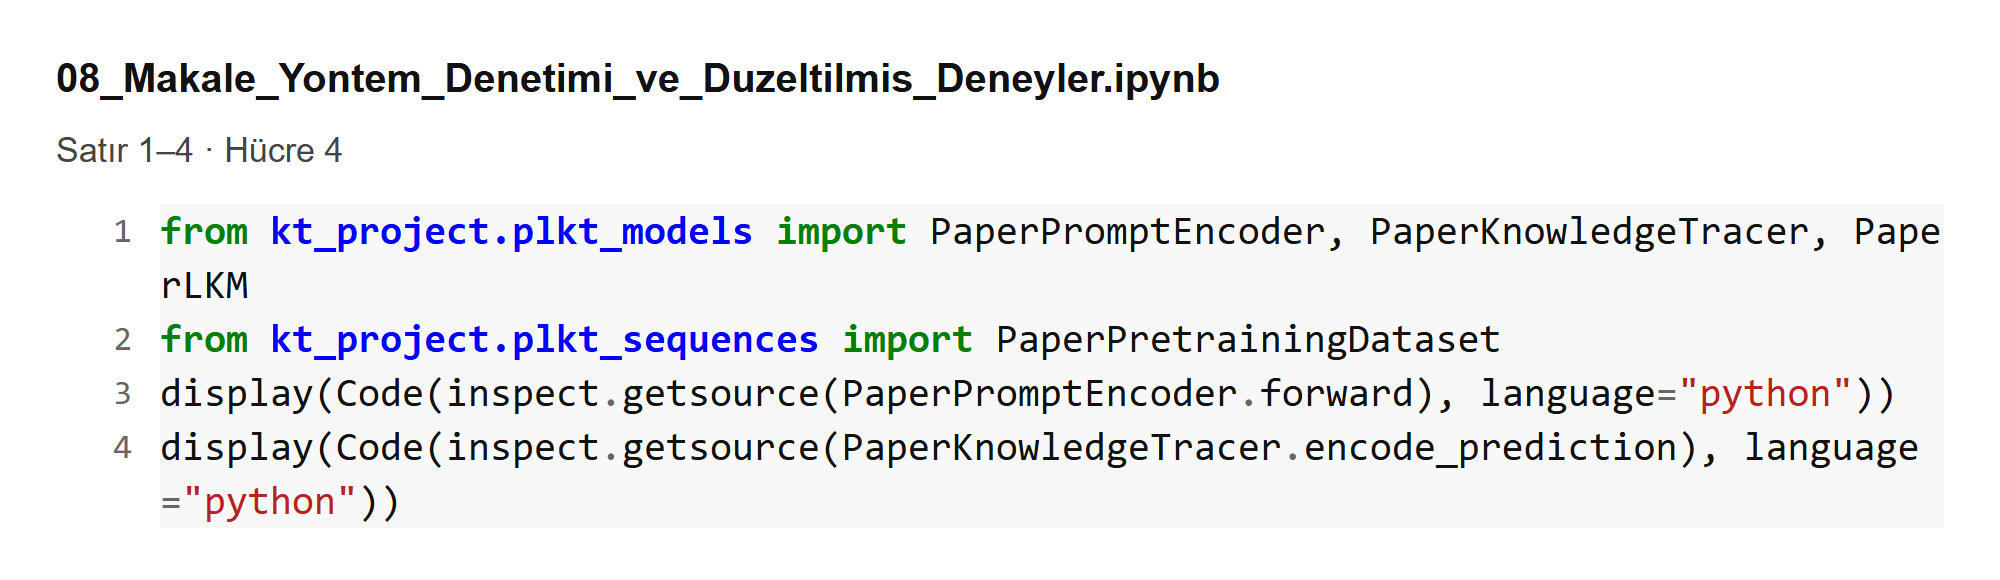 08_Makale_Yontem_Denetimi_ve_Duzeltilmis_Deneyler.ipynb
Satır 1–4 · Hücre 4
1 from kt_project.plkt_models import PaperPromptEncoder, PaperKnowledgeTracer, Pape
rLKM
2 from kt_project.plkt_sequences import PaperPretrainingDataset
3 display(Code(inspect.getsource(PaperPromptEncoder.forward), language="python"))
4 display(Code(inspect.getsource(PaperKnowledgeTracer.encode_prediction), language
="python"))